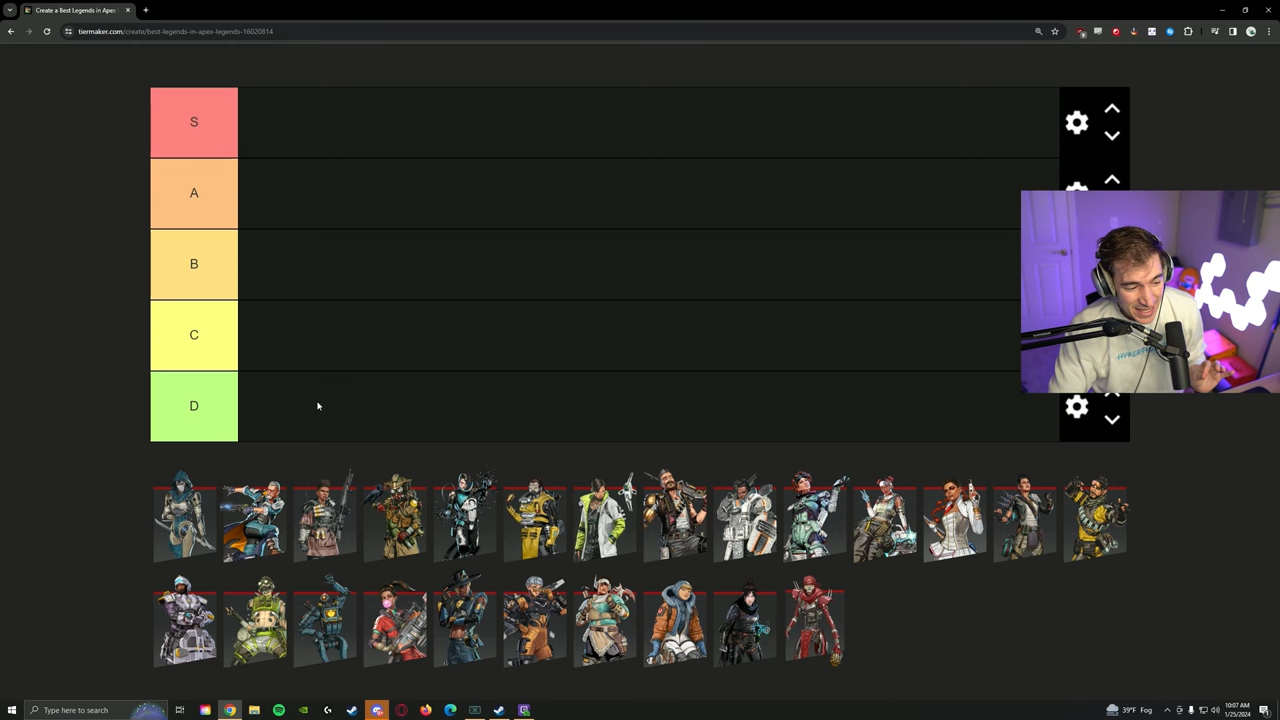 Create a Best Legends in Apex
tiermaker.com/create/best-legends-in-apex-legends-16020814
S
A
B
C
D
Type here to search
39°F Fog
10:07 AM
1/25/2024